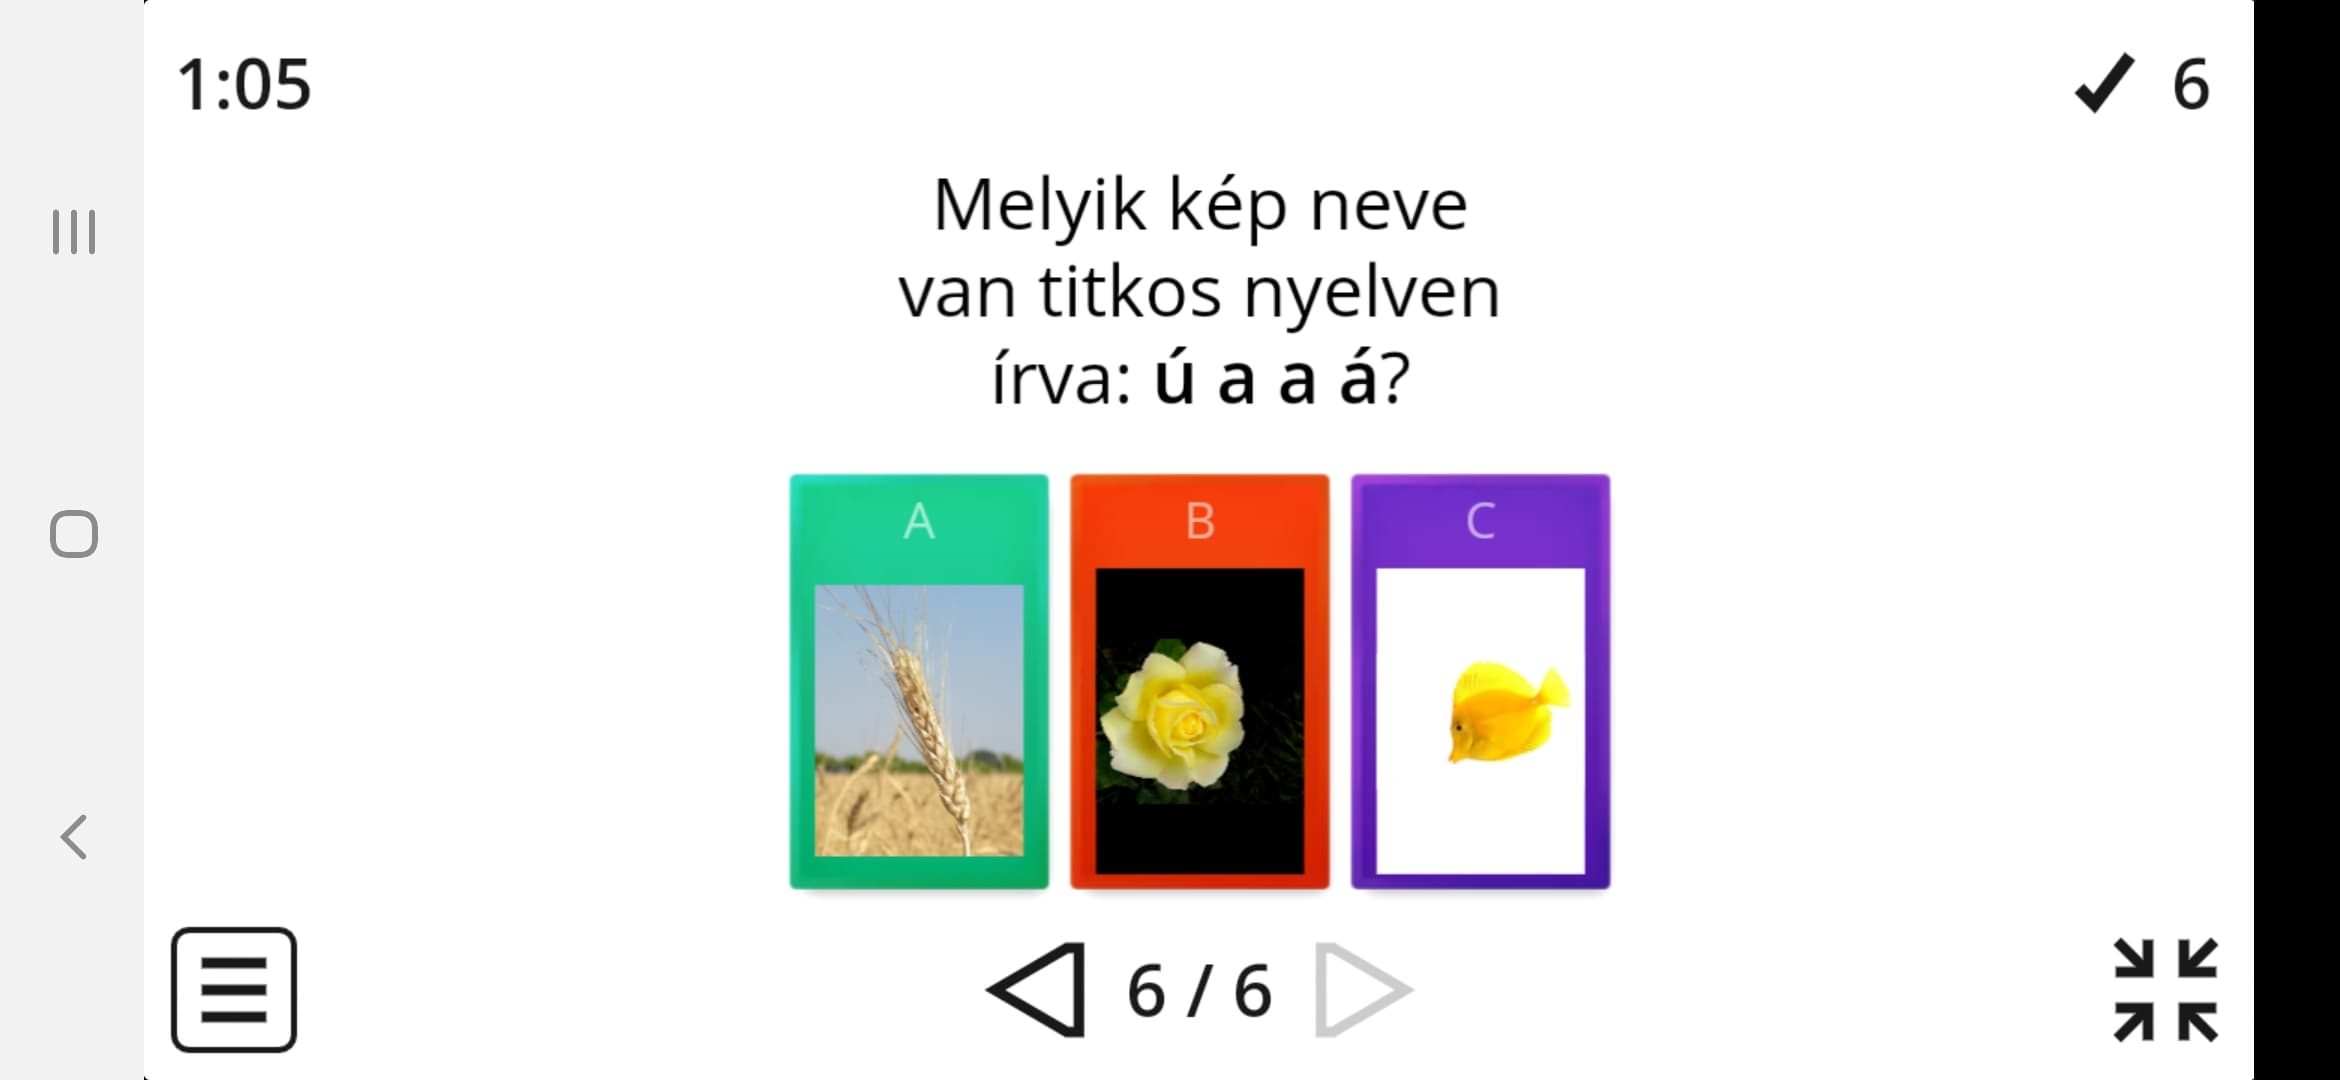 1:05
✓ 6
Melyik kép neve
van titkos nyelven
írva: ú a a á?
A
B
C
6 / 6